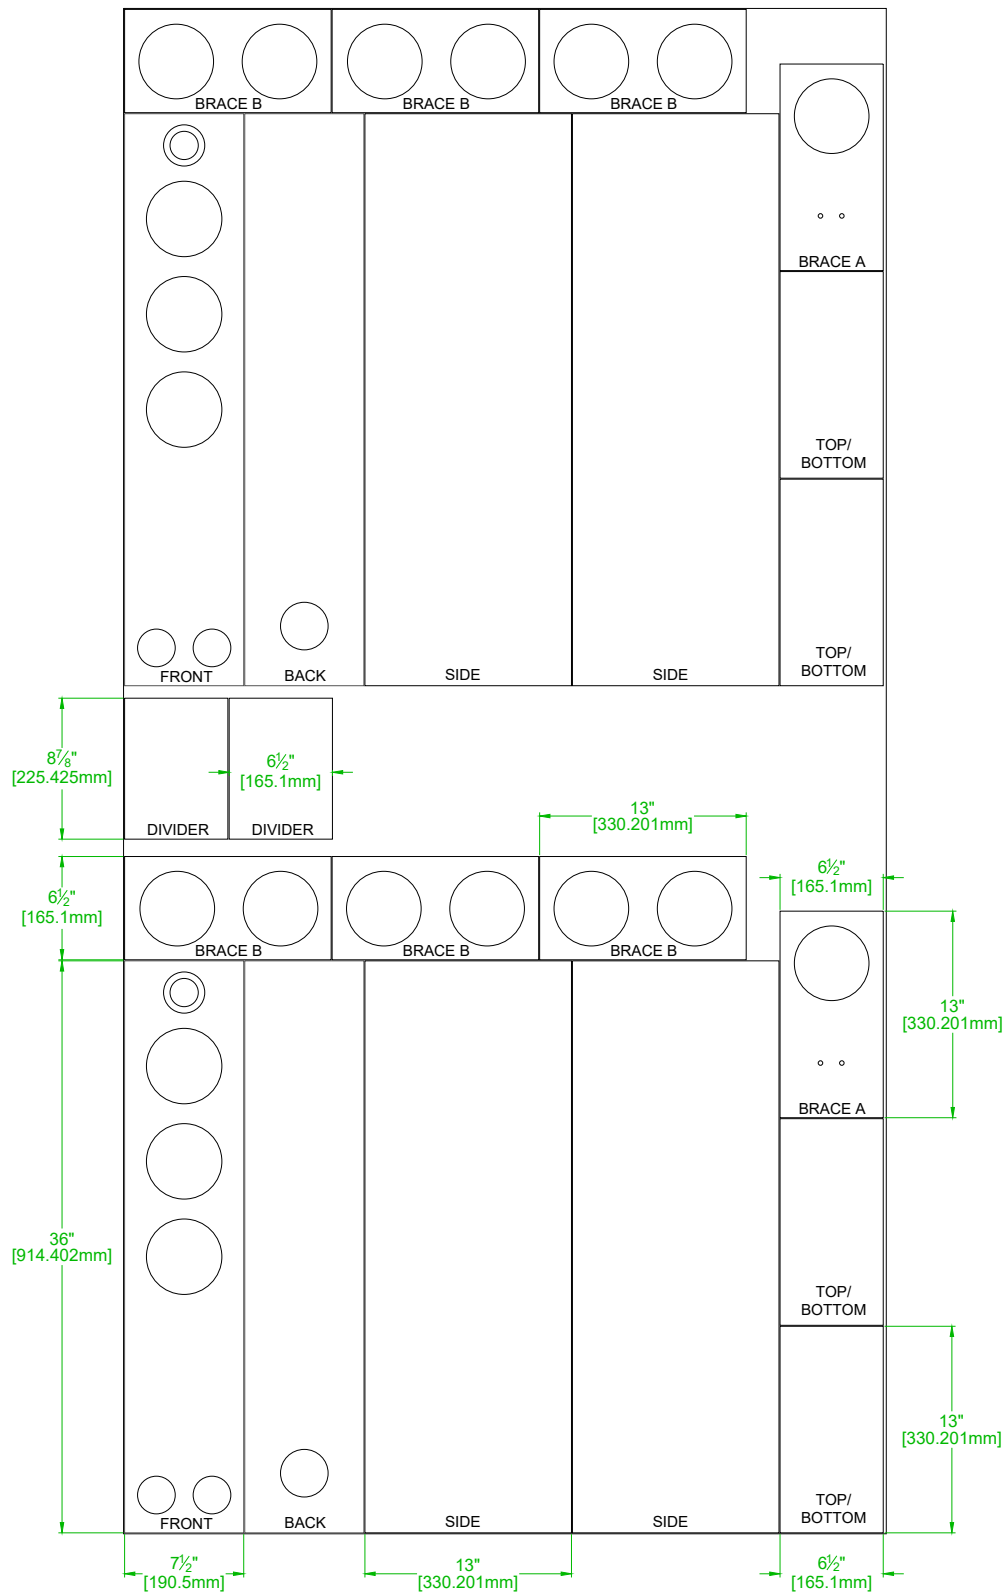 BRACE B
BRACE B
BRACE B
BRACE A
TOP/
BOTTOM
TOP/
BOTTOM
FRONT
BACK
SIDE
SIDE
8⅞"
[225.425mm]
6½"
[165.1mm]
DIVIDER
DIVIDER
13"
[330.201mm]
6½"
[165.1mm]
6½"
[165.1mm]
BRACE B
BRACE B
BRACE B
13"
[330.201mm]
BRACE A
36"
[914.402mm]
TOP/
BOTTOM
13"
[330.201mm]
TOP/
BOTTOM
FRONT
BACK
SIDE
SIDE
7½"
[190.5mm]
13"
[330.201mm]
6½"
[165.1mm]